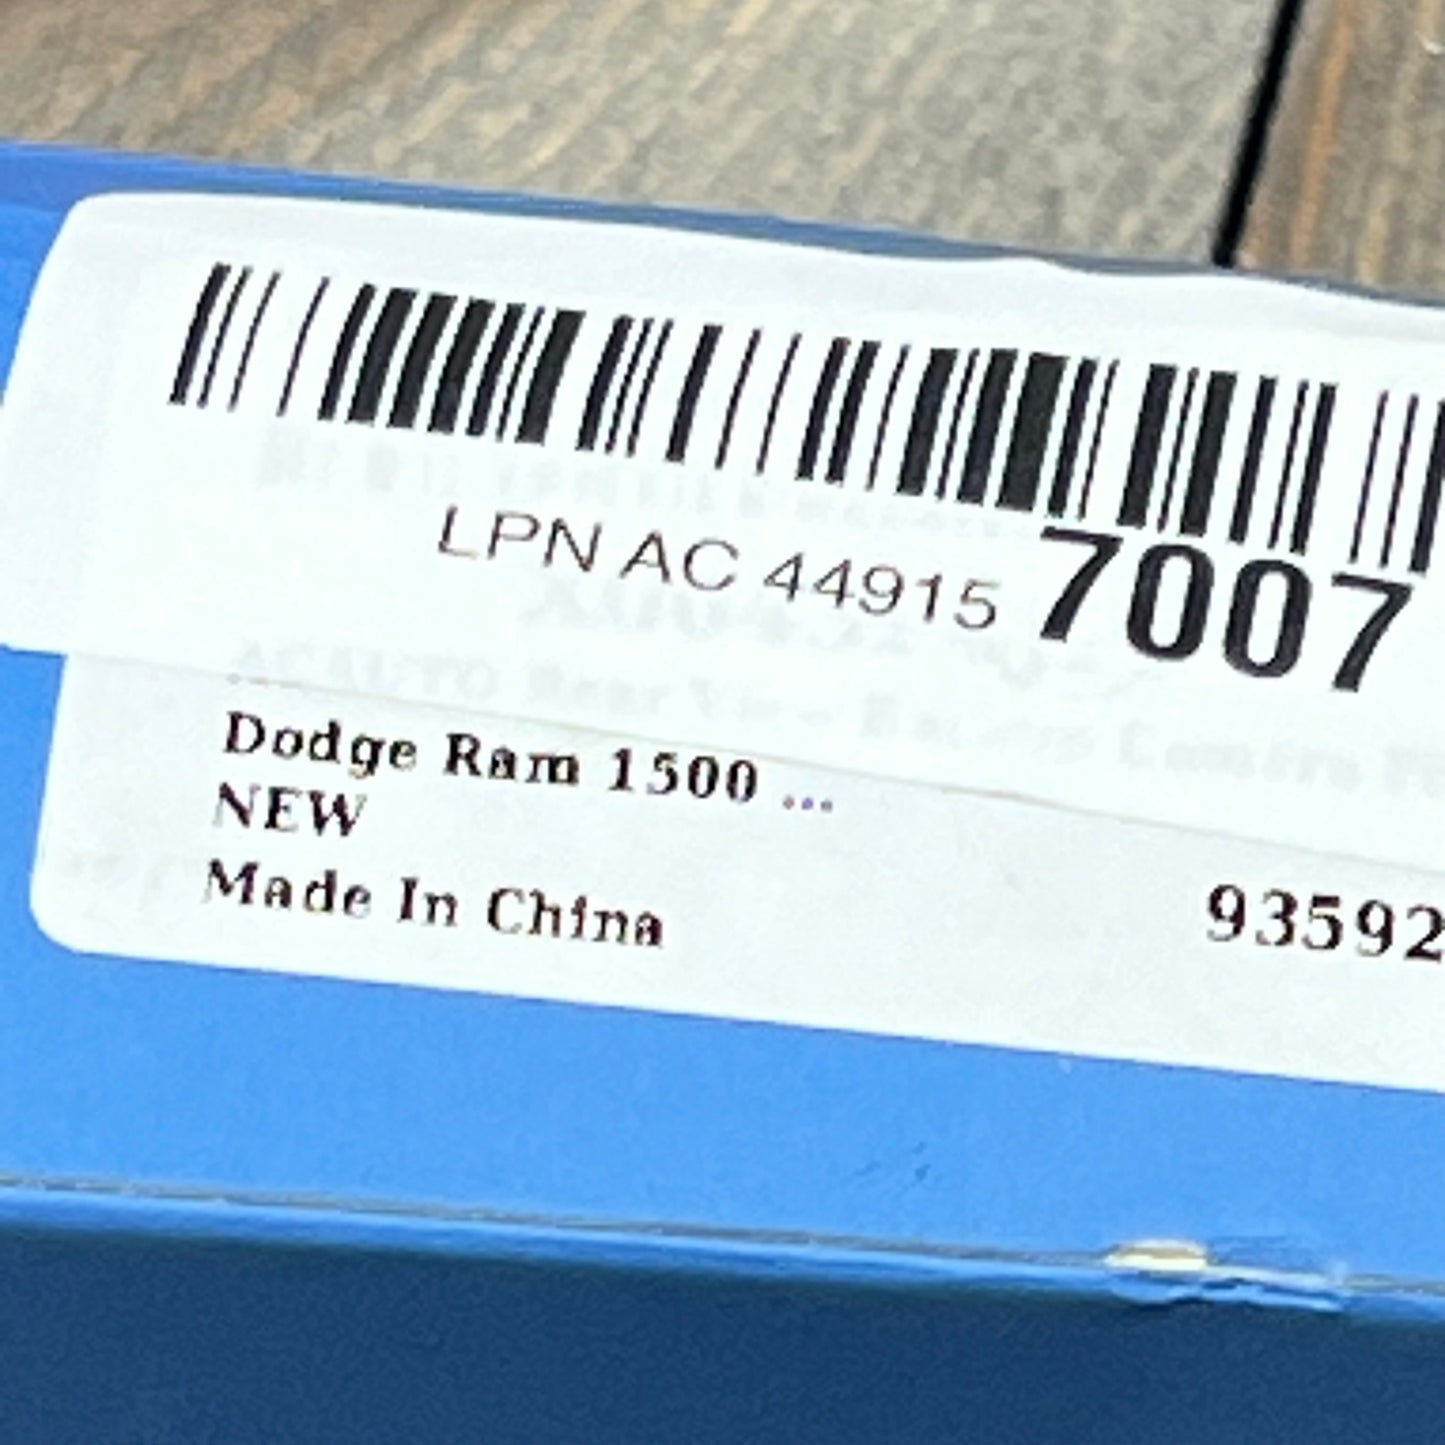 LPN AC 44915 7007
Dodge Ram 1500 ...
NEW
Made In China 93592